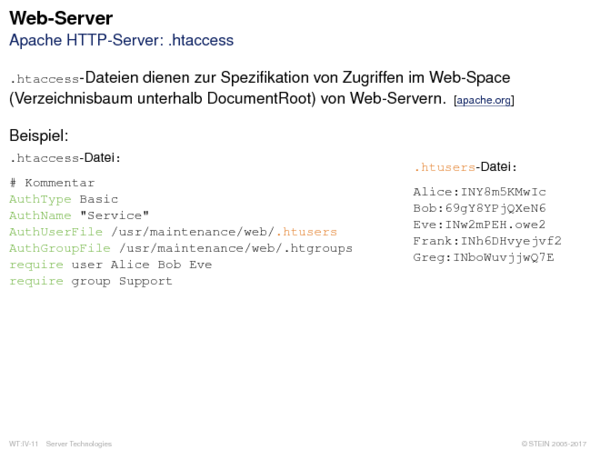 Web-Server
Apache HTTP-Server: .htaccess
.htaccess-Dateien dienen zur Spezifikation von Zugriffen im Web-Space
(Verzeichnisbaum unterhalb DocumentRoot) von Web-Servern. [apache.org]
Beispiel:
.htaccess-Datei:
# Kommentar
AuthType Basic
AuthName "Service"
AuthUserFile /usr/maintenance/web/.htusers
AuthGroupFile /usr/maintenance/web/.htgroups
require user Alice Bob Eve
require group Support
.htusers-Datei:
Alice:INY8m5KMwIc
Bob:69gY8YPjQXeN6
Eve:INw2mPEH.owe2
Frank:INh6DHvyejvf2
Greg:INboWuvjjwQ7E
WT:IV-11 Server Technologies
© STEIN 2005-2017